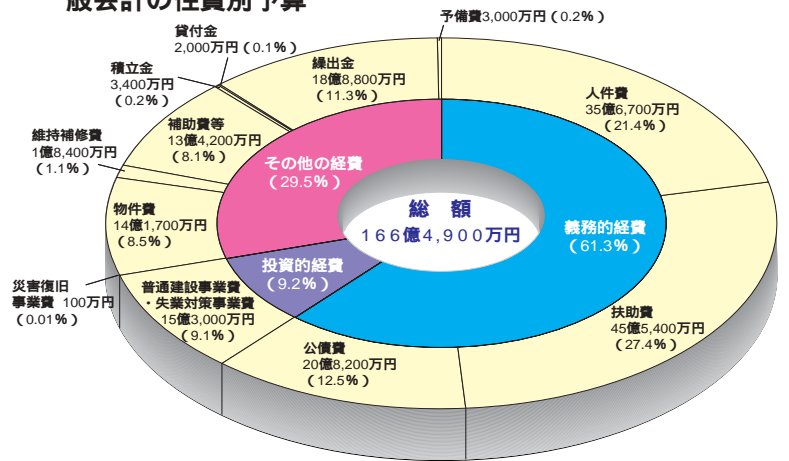 般会計の性質別予算
予備費3,000万円（0.2%）
貸付金
2,000万円（0.1%）
積立金
3,400万円
（0.2%）
繰出金
18億8,800万円
（11.3%）
人件費
35億6,700万円
（21.4%）
維持補修費
1億8,400万円
（1.1%）
補助費等
13億4,200万円
（8.1%）
その他の経費
（29.5%）
物件費
14億1,700万円
（8.5%）
総額
166億4,900万円
義務的経費
（61.3%）
投資的経費
（9.2%）
災害復旧
事業費 100万円
（0.01%）
普通建設事業費
・失業対策事業費
15億3,000万円
（9.1%）
公債費
20億8,200万円
（12.5%）
扶助費
45億5,400万円
（27.4%）